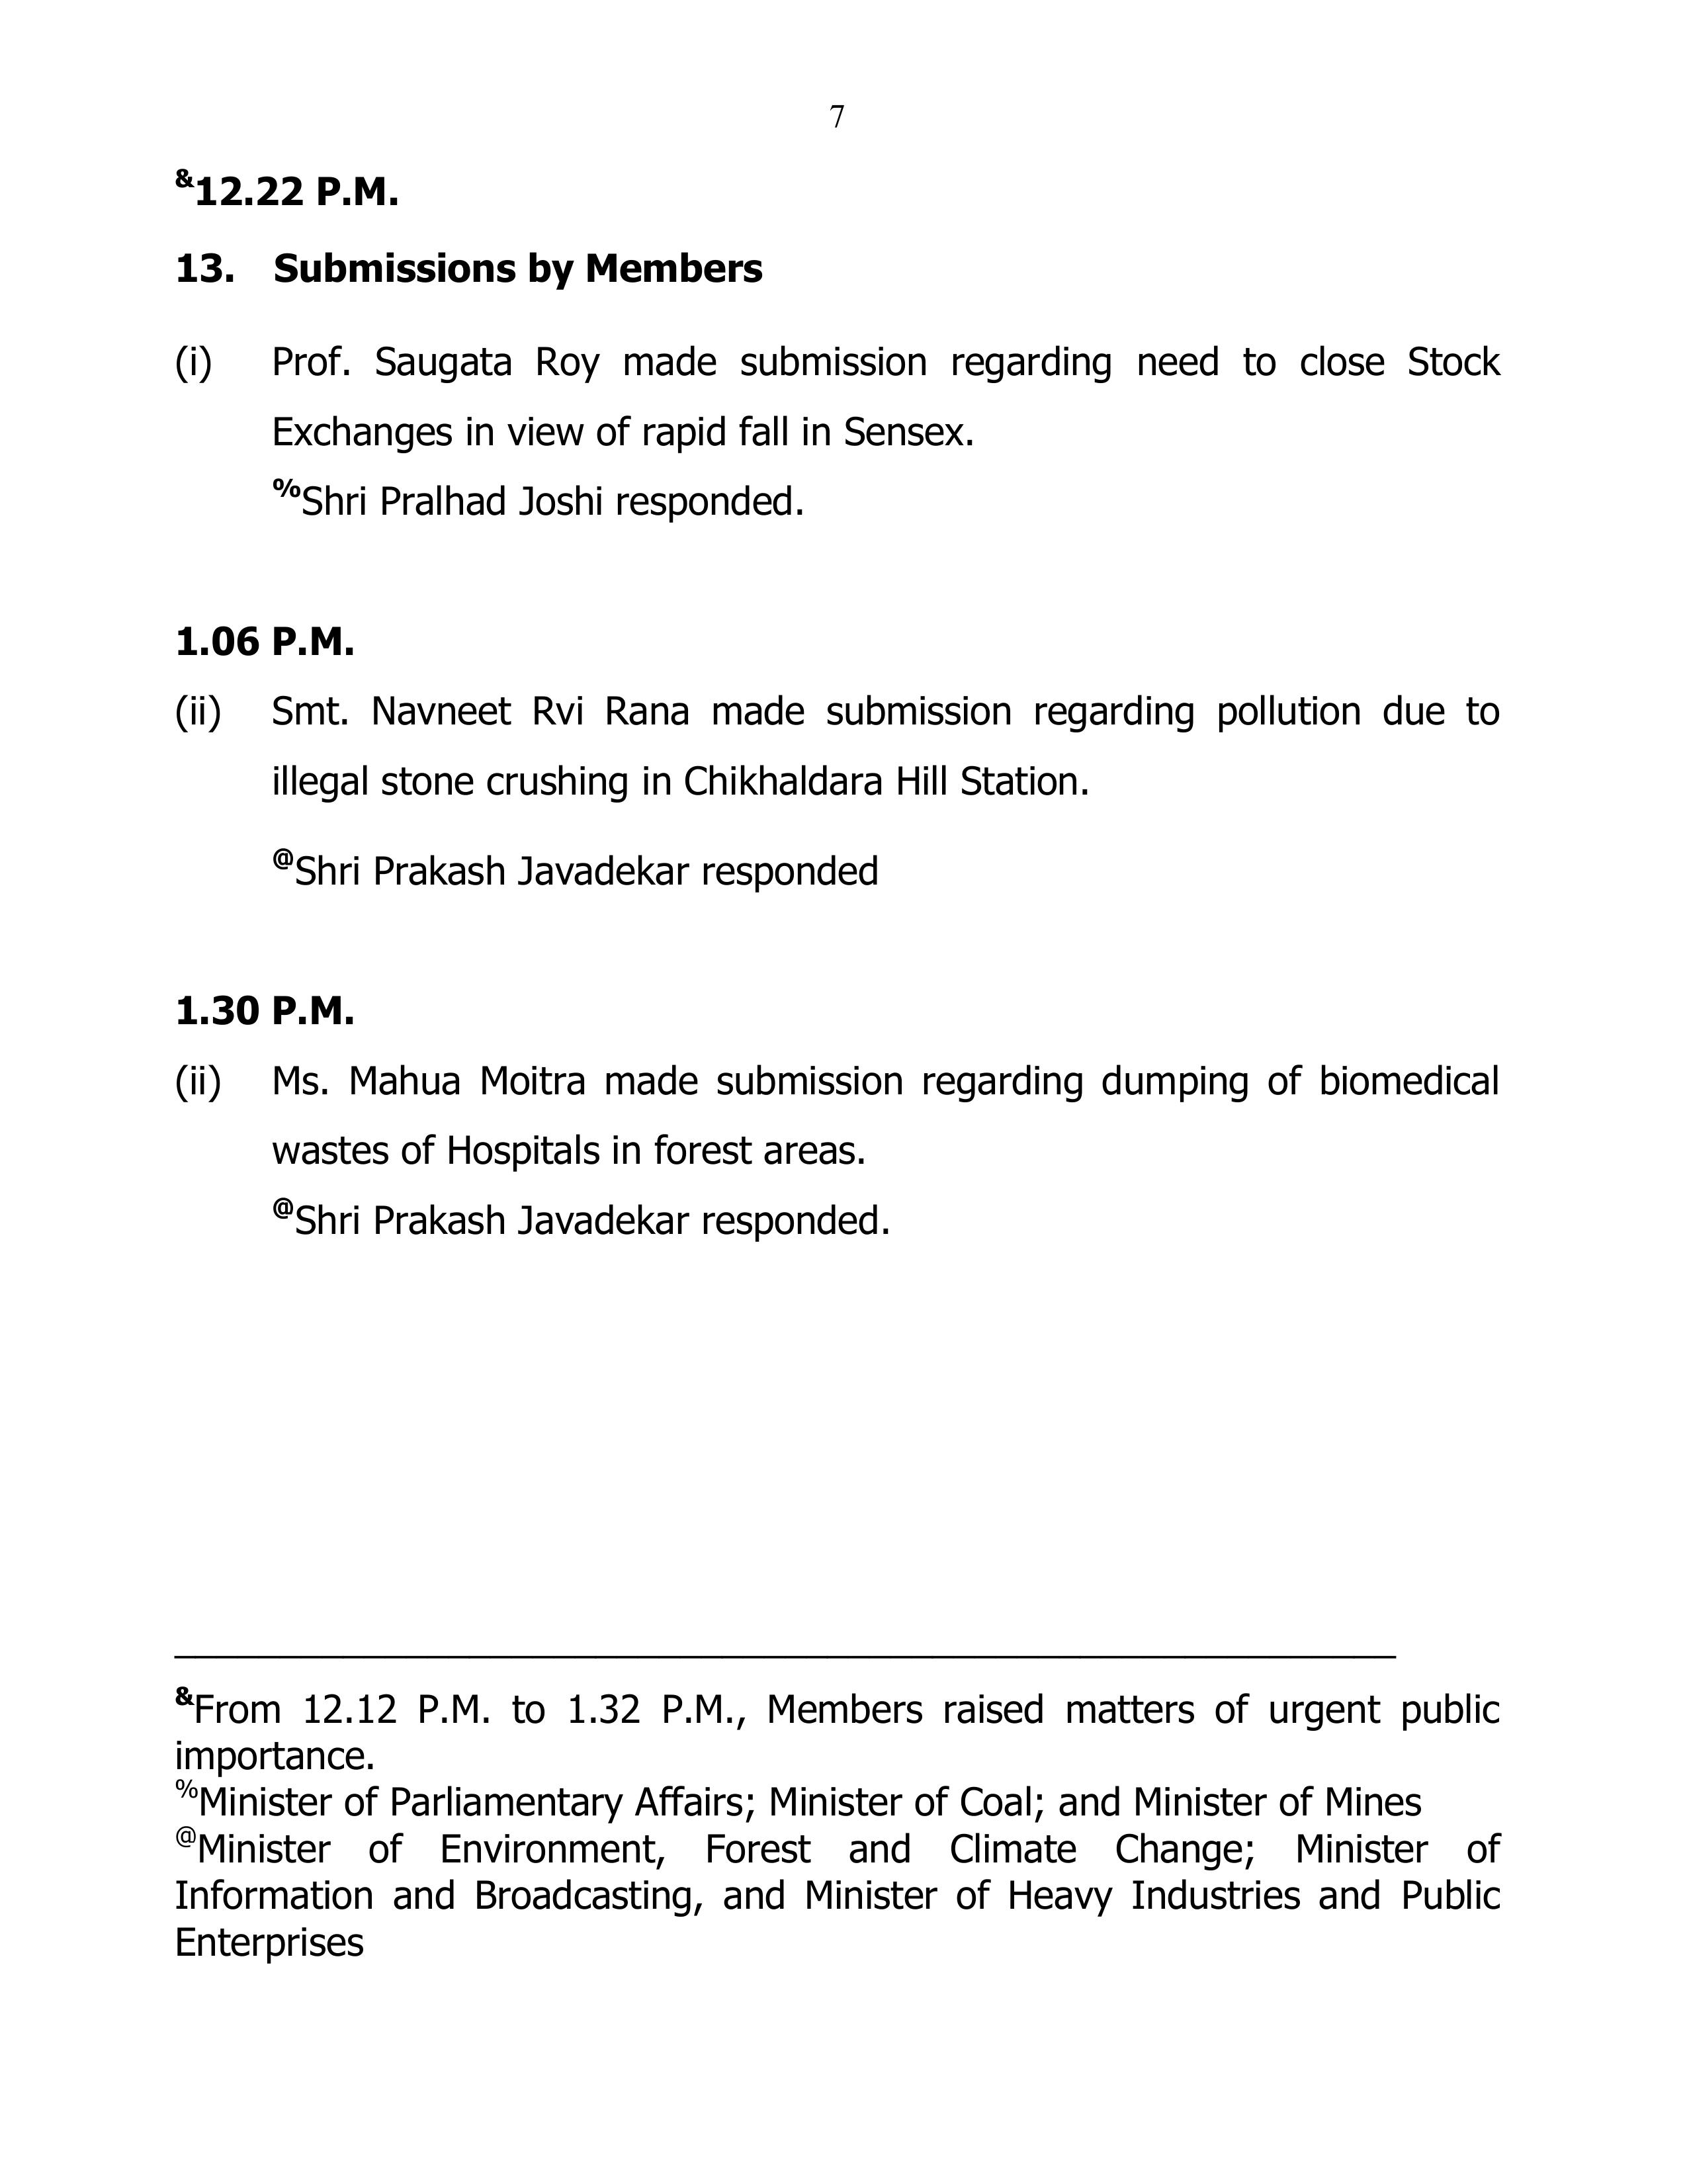 7
&12.22 P.M.
13. Submissions by Members
(i) Prof. Saugata Roy made submission regarding need to close Stock
Exchanges in view of rapid fall in Sensex.
%Shri Pralhad Joshi responded.
1.06 P.M.
(ii) Smt. Navneet Rvi Rana made submission regarding pollution due to
illegal stone crushing in Chikhaldara Hill Station.
@Shri Prakash Javadekar responded
1.30 P.M.
(ii) Ms. Mahua Moitra made submission regarding dumping of biomedical
wastes of Hospitals in forest areas.
@Shri Prakash Javadekar responded.
&From 12.12 P.M. to 1.32 P.M., Members raised matters of urgent public
importance.
%Minister of Parliamentary Affairs; Minister of Coal; and Minister of Mines
@Minister of Environment, Forest and Climate Change; Minister of
Information and Broadcasting, and Minister of Heavy Industries and Public
Enterprises